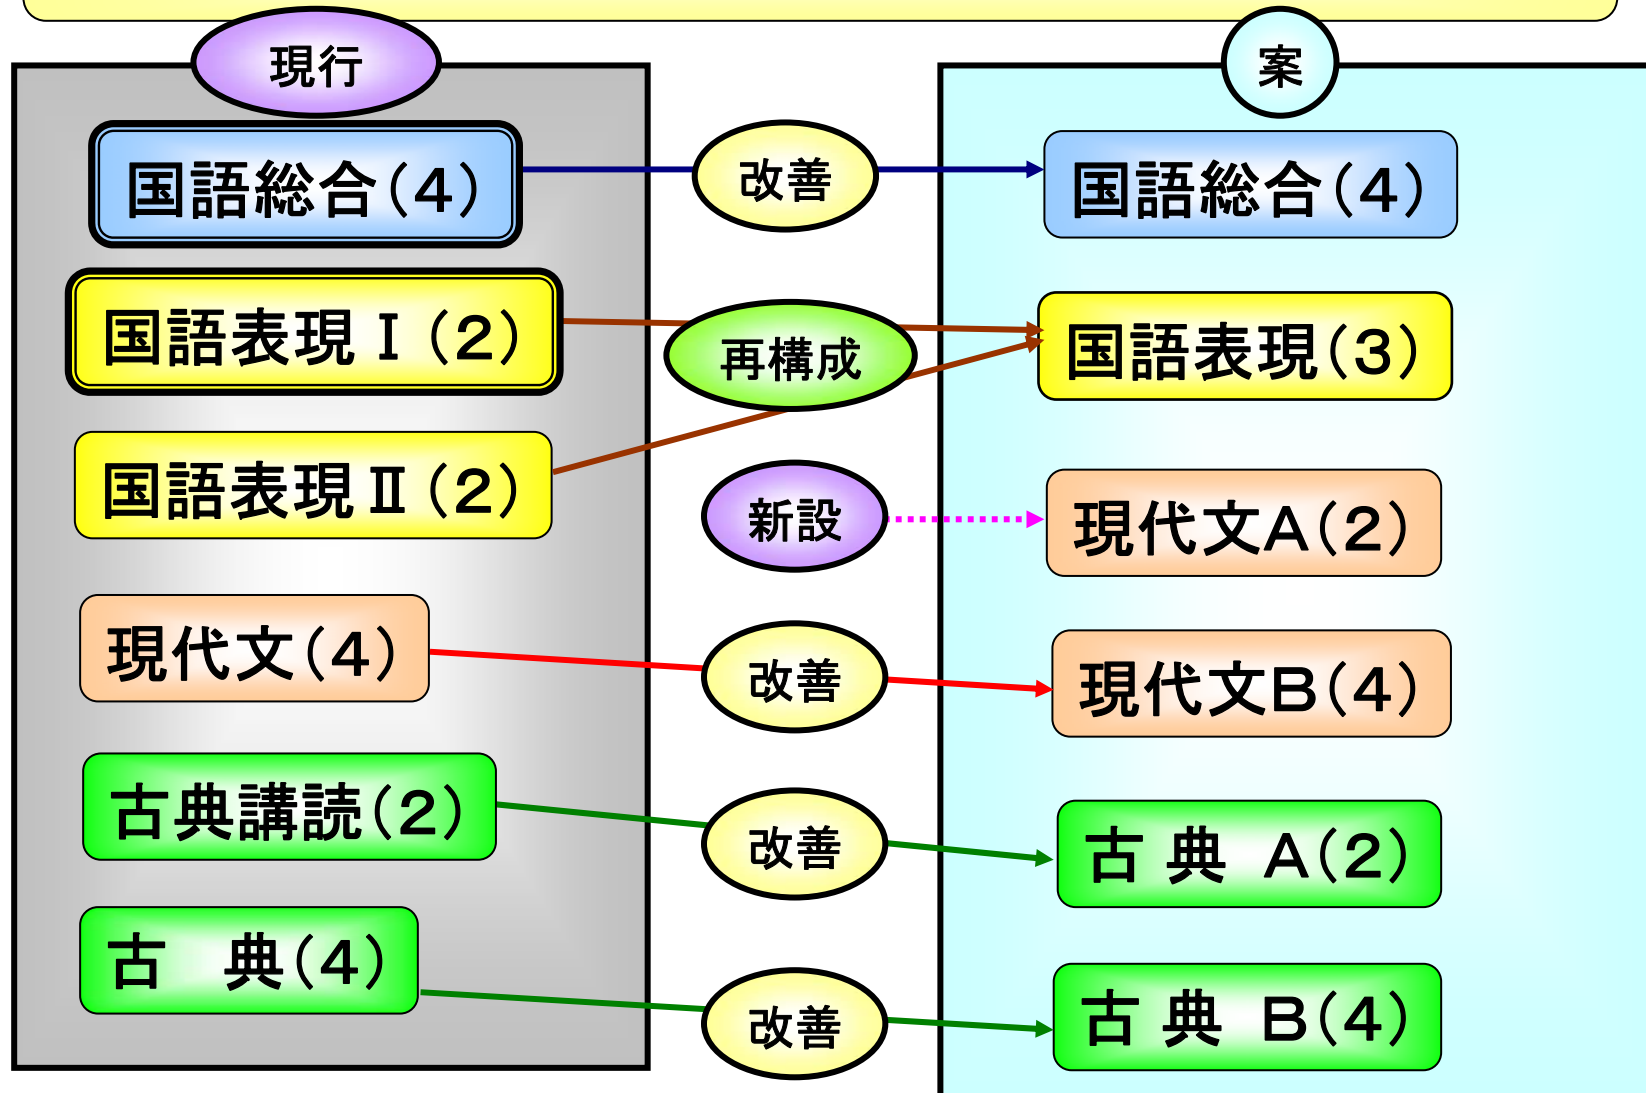 現行
案
国語総合(４)
改善
国語総合(４)
国語表現Ⅰ(２)
再構成
国語表現(３)
国語表現Ⅱ(２)
新設
現代文Ａ(２)
現代文(４)
改善
現代文Ｂ(４)
古典講読(２)
改善
古 典　Ａ(２)
古　典(４)
改善
古 典　Ｂ(４)